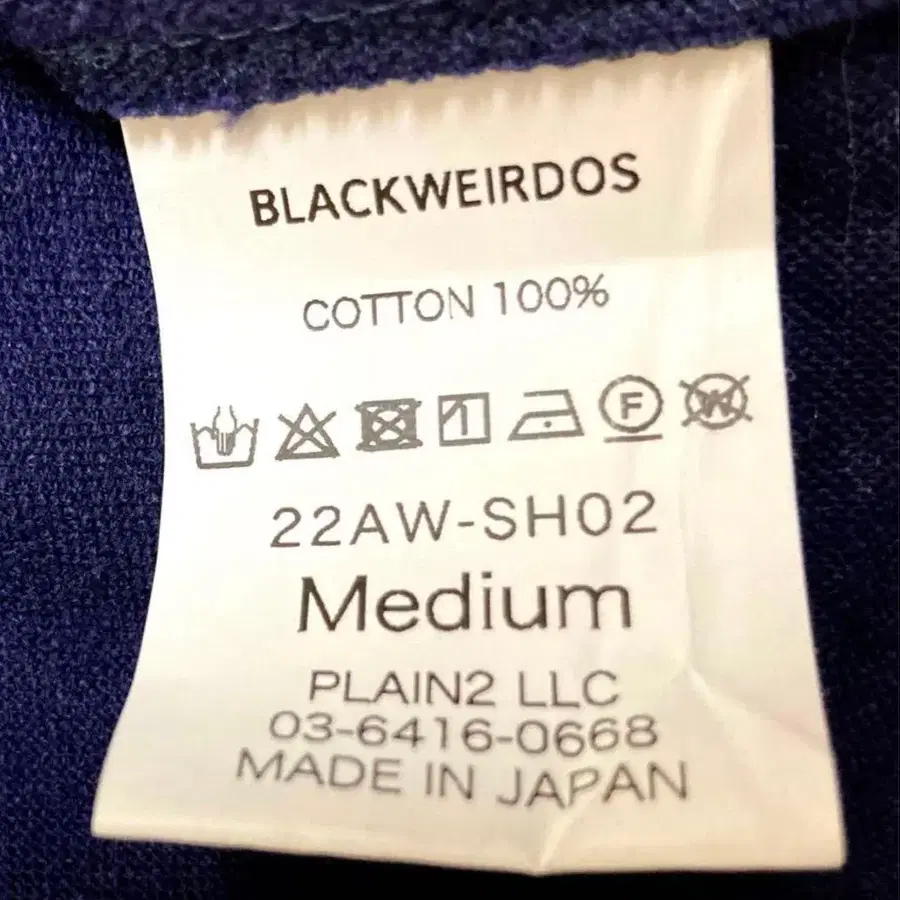 BLACKWEIRDOS
COTTON 100%
F W
22AW-SH02
Medium
PLAIN2 LLC
03-6416-0668
MADE IN JAPAN